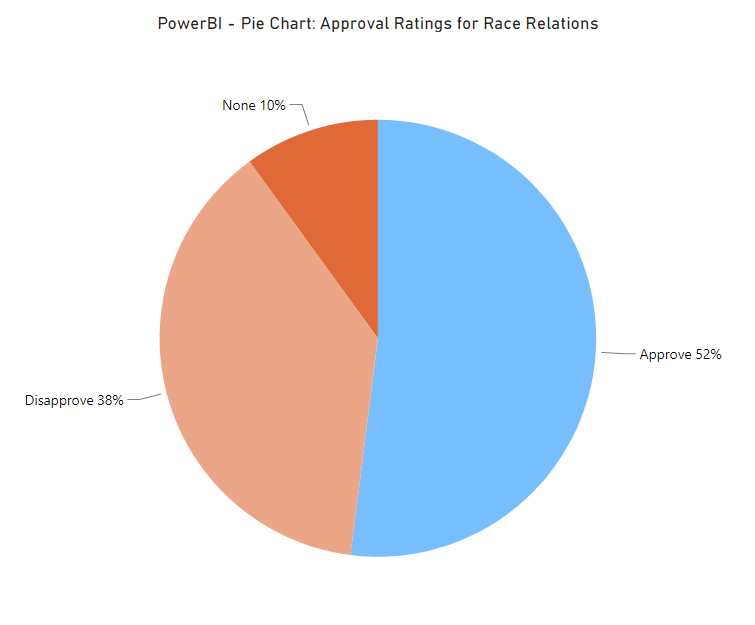 PowerBI - Pie Chart: Approval Ratings for Race Relations
None 10%
Approve 52%
Disapprove 38%